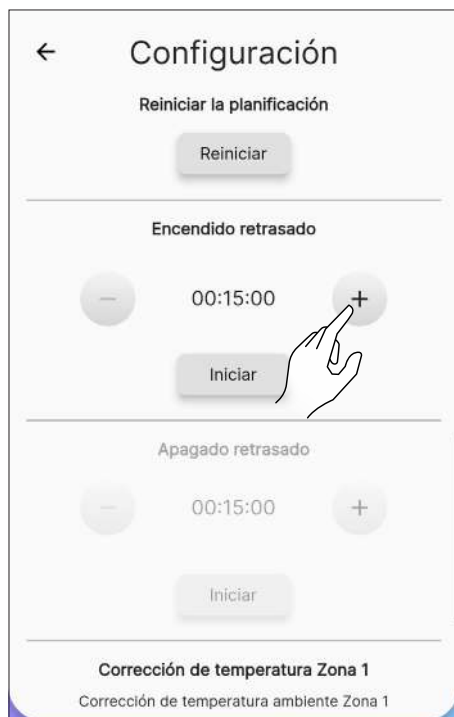 Configuración
Reiniciar la planificación
Reiniciar
Encendido retrasado
− 00:15:00 +
Iniciar
Apagado retrasado
− 00:15:00 +
Iniciar
Corrección de temperatura Zona 1
Corrección de temperatura ambiente Zona 1